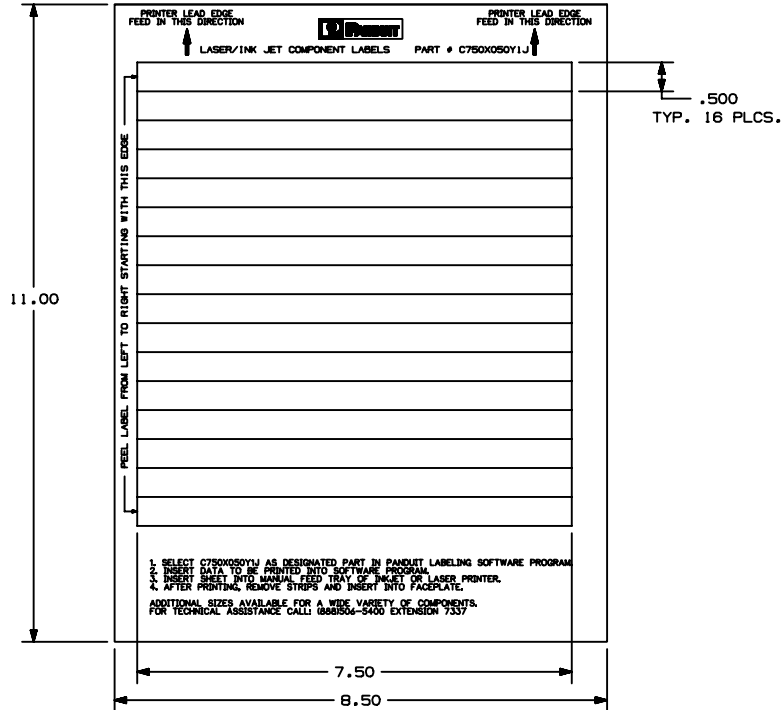 PRINTER LEAD EDGE
FEED IN THIS DIRECTION
PANDUIT
PRINTER LEAD EDGE
FEED IN THIS DIRECTION
LASER/INK JET COMPONENT LABELS PART # C750X050Y1J
.500
TYP. 16 PLCS.
PEEL LABEL FROM LEFT TO RIGHT STARTING WITH THIS EDGE
11.00
1. SELECT C750X050Y1J AS DESIGNATED PART IN PANDUIT LABELING SOFTWARE PROGRAM
2. INSERT DATA TO BE PRINTED INTO SOFTWARE PROGRAM.
3. INSERT SHEET INTO MANUAL FEED TRAY OF INKJET OR LASER PRINTER.
4. AFTER PRINTING, REMOVE STRIPS AND INSERT INTO FACEPLATE.
ADDITIONAL SIZES AVAILABLE FOR A WIDE VARIETY OF COMPONENTS.
FOR TECHNICAL ASSISTANCE CALL: (888)506-5400 EXTENSION 7337
7.50
8.50